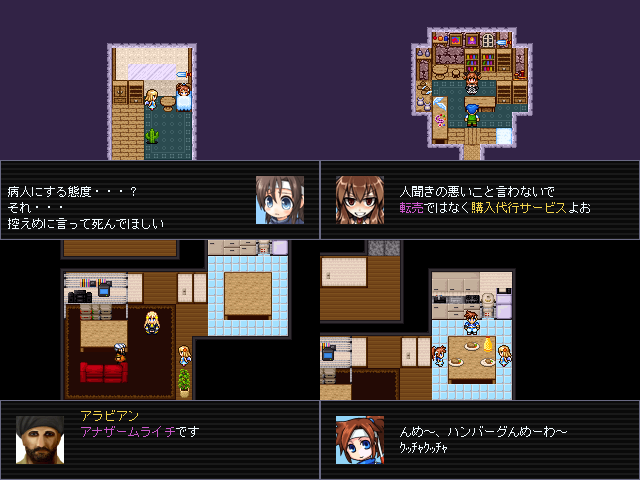 病人にする態度・・・?
それ・・・
控えめに言って死んでほしい
人聞きの悪いこと言わないで
転売ではなく購入代行サービスよお
アラビアン
アナザームライチです
んめ~、ハンバーグんめーわ~
クッチャクッチャ